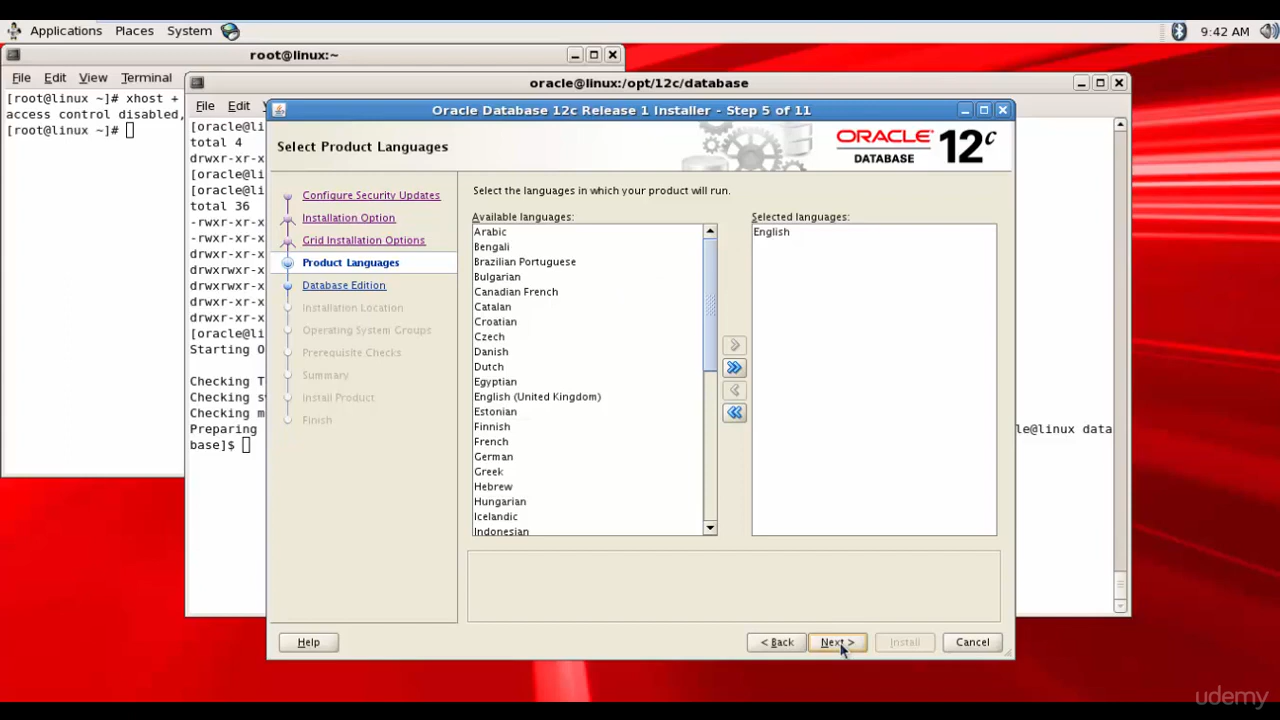 Applications Places System 9:42 AM
root@linux:~
File Edit View Terminal
[root@linux ~]# xhost +
access control disabled,
[root@linux ~]#
oracle@linux:/opt/12c/database
File Edit
[oracle@li
total 4
drwxr-xr-x
drwxr-xr-x
[oracle@li
[oracle@li
total 36
-rwxr-xr-x
-rwxr-xr-x
drwxr-xr-x
drwxrwxr-x
drwxrwxr-x
drwxr-xr-x
drwxr-xr-x
[oracle@li
Starting O
Checking T
Checking s
Checking m
Preparing le@linux data
base]$
Oracle Database 12c Release 1 Installer - Step 5 of 11
Select Product Languages
ORACLE
DATABASE 12c
Configure Security Updates
Installation Option
Grid Installation Options
Product Languages
Database Edition
Installation Location
Operating System Groups
Prerequisite Checks
Summary
Install Product
Finish
Select the languages in which your product will run.
Available languages:
Arabic
Bengali
Brazilian Portuguese
Bulgarian
Canadian French
Catalan
Croatian
Czech
Danish
Dutch
Egyptian
English (United Kingdom)
Estonian
Finnish
French
German
Greek
Hebrew
Hungarian
Icelandic
Indonesian
Selected languages:
English
Help < Back Next > Install Cancel
udemy